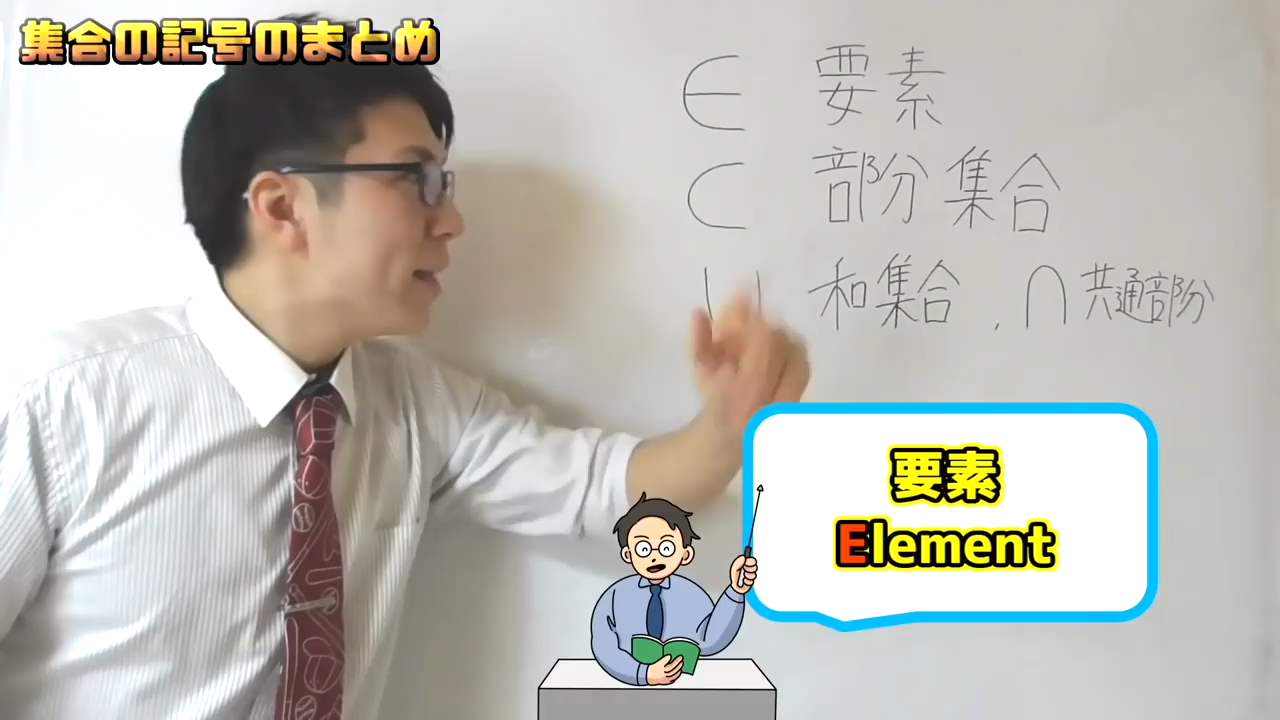 集合の記号のまとめ
∈ 要素
⊂ 部分集合
∪ 和集合, ∩ 共通部分
要素
Element